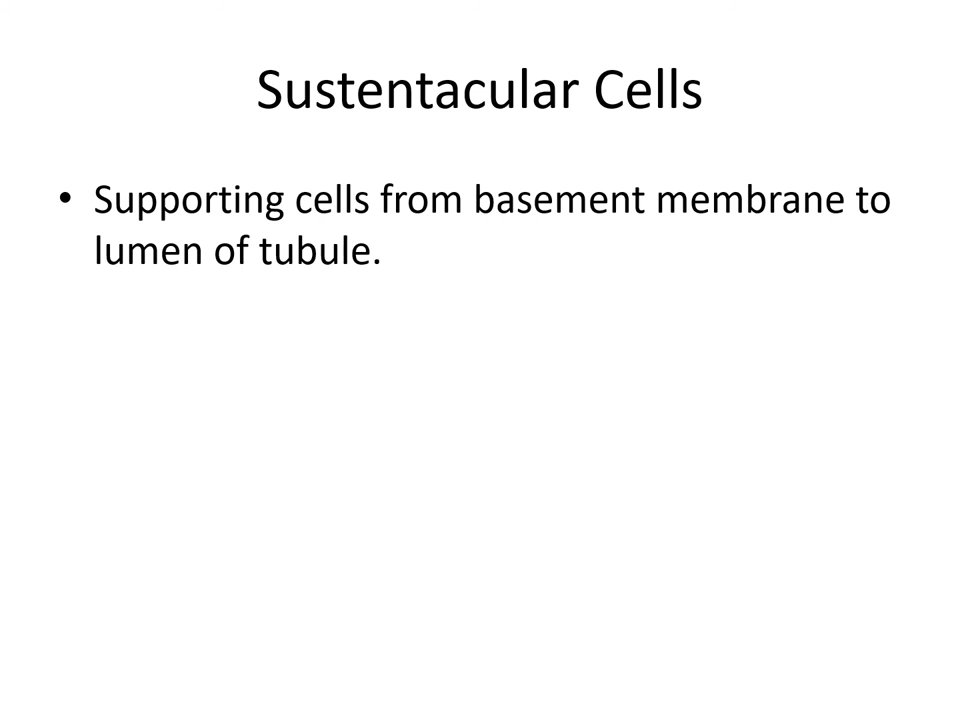 Sustentacular Cells
• Supporting cells from basement membrane to
lumen of tubule.